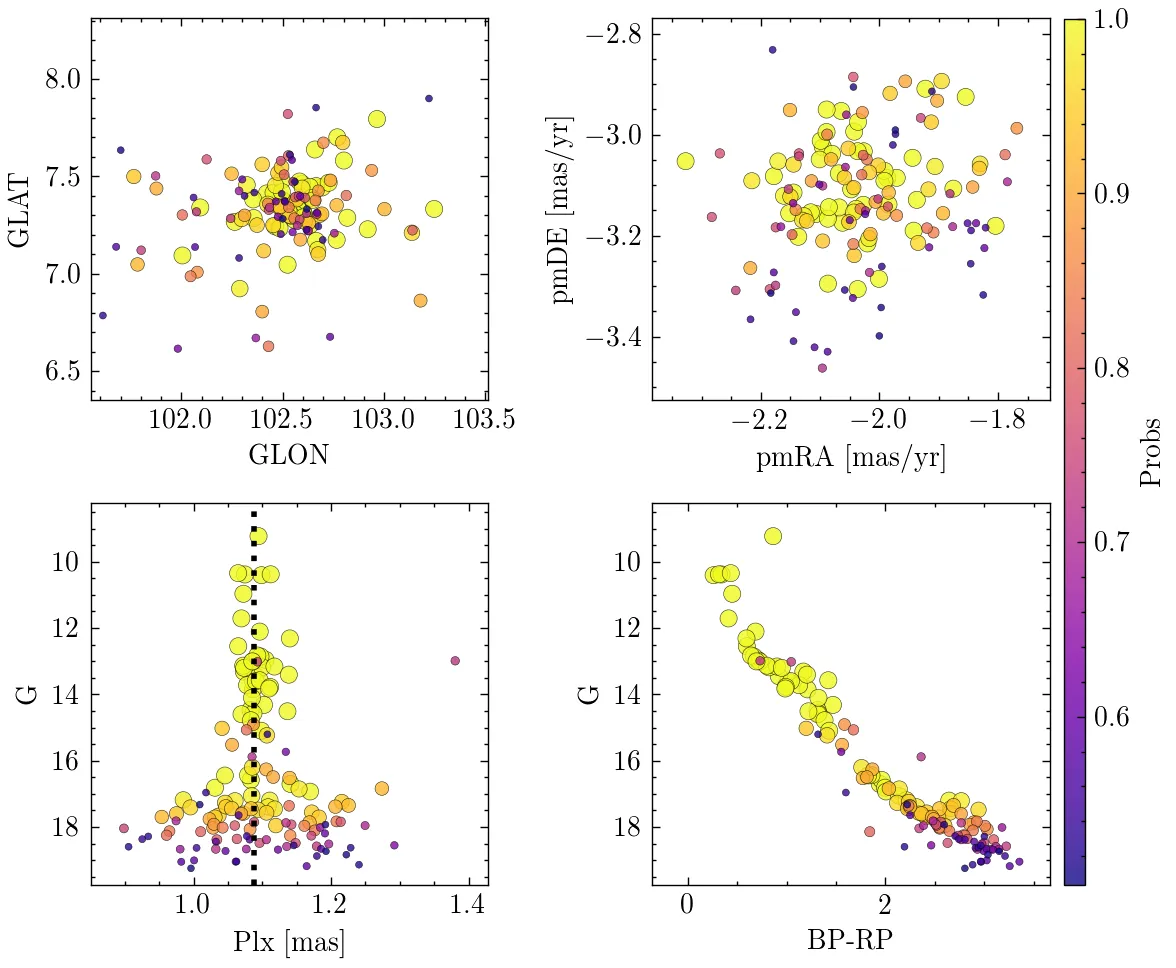 8.0
7.5
7.0
6.5
GLAT
102.0 102.5 103.0 103.5
GLON
−2.8
−3.0
−3.2
−3.4
pmDE [mas/yr]
−2.2 −2.0 −1.8
pmRA [mas/yr]
1.0
0.9
0.8
0.7
0.6
Probs
10
12
14
16
18
G
1.0 1.2 1.4
Plx [mas]
10
12
14
16
18
G
0 2
BP-RP